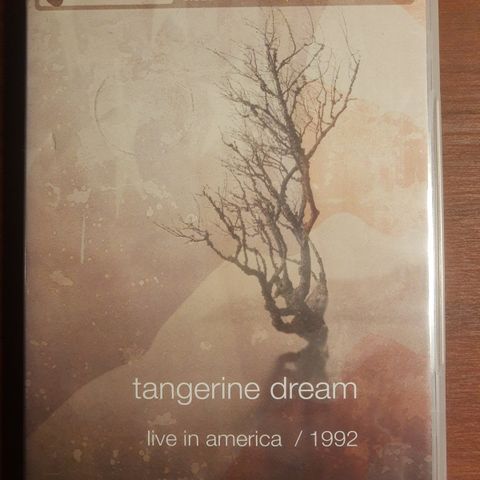 tangerine dream
live in america / 1992